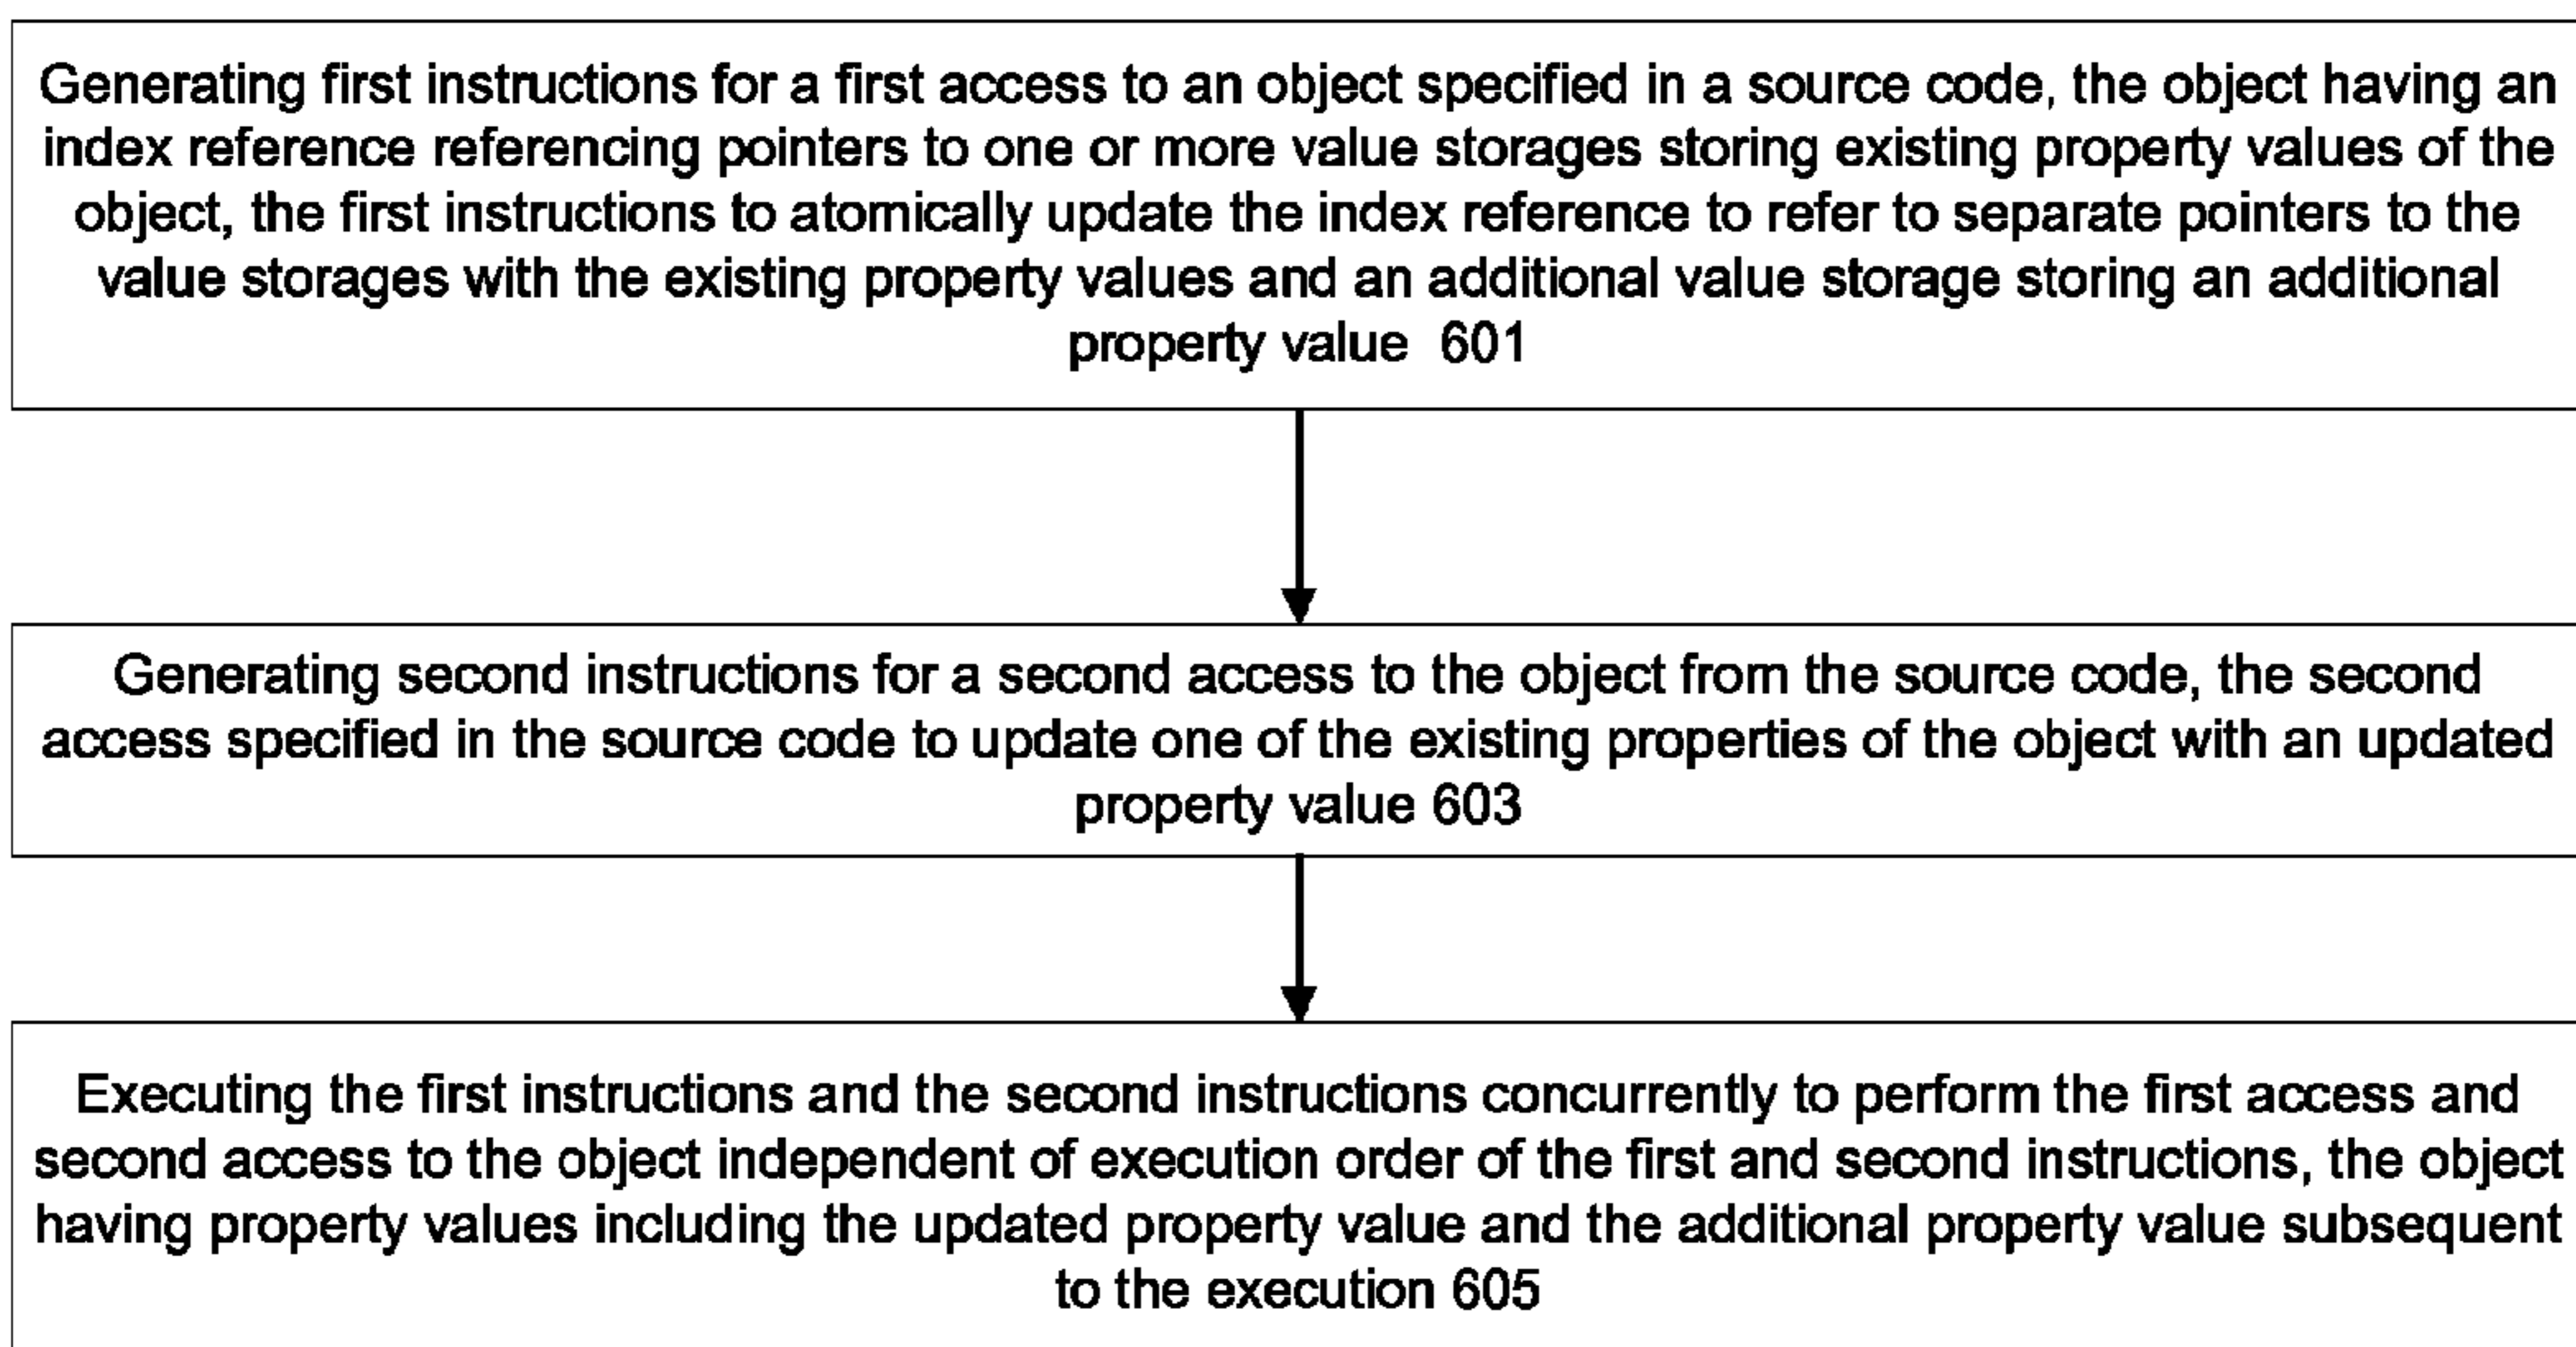 Generating first instructions for a first access to an object specified in a source code, the object having an
index reference referencing pointers to one or more value storages storing existing property values of the
object, the first instructions to atomically update the index reference to refer to separate pointers to the
value storages with the existing property values and an additional value storage storing an additional
property value 601
Generating second instructions for a second access to the object from the source code, the second
access specified in the source code to update one of the existing properties of the object with an updated
property value 603
Executing the first instructions and the second instructions concurrently to perform the first access and
second access to the object independent of execution order of the first and second instructions, the object
having property values including the updated property value and the additional property value subsequent
to the execution 605